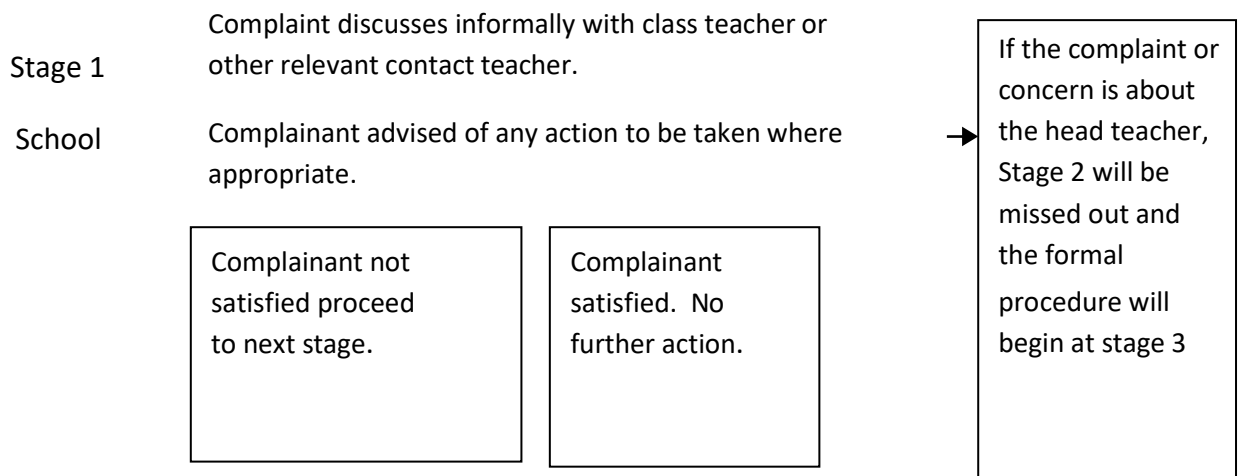 Stage 1
School
Complaint discusses informally with class teacher or
other relevant contact teacher.
Complainant advised of any action to be taken where
appropriate.
Complainant not
satisfied proceed
to next stage.
Complainant
satisfied.  No
further action.
If the complaint or
concern is about
the head teacher,
Stage 2 will be
missed out and
the formal
procedure will
begin at stage 3